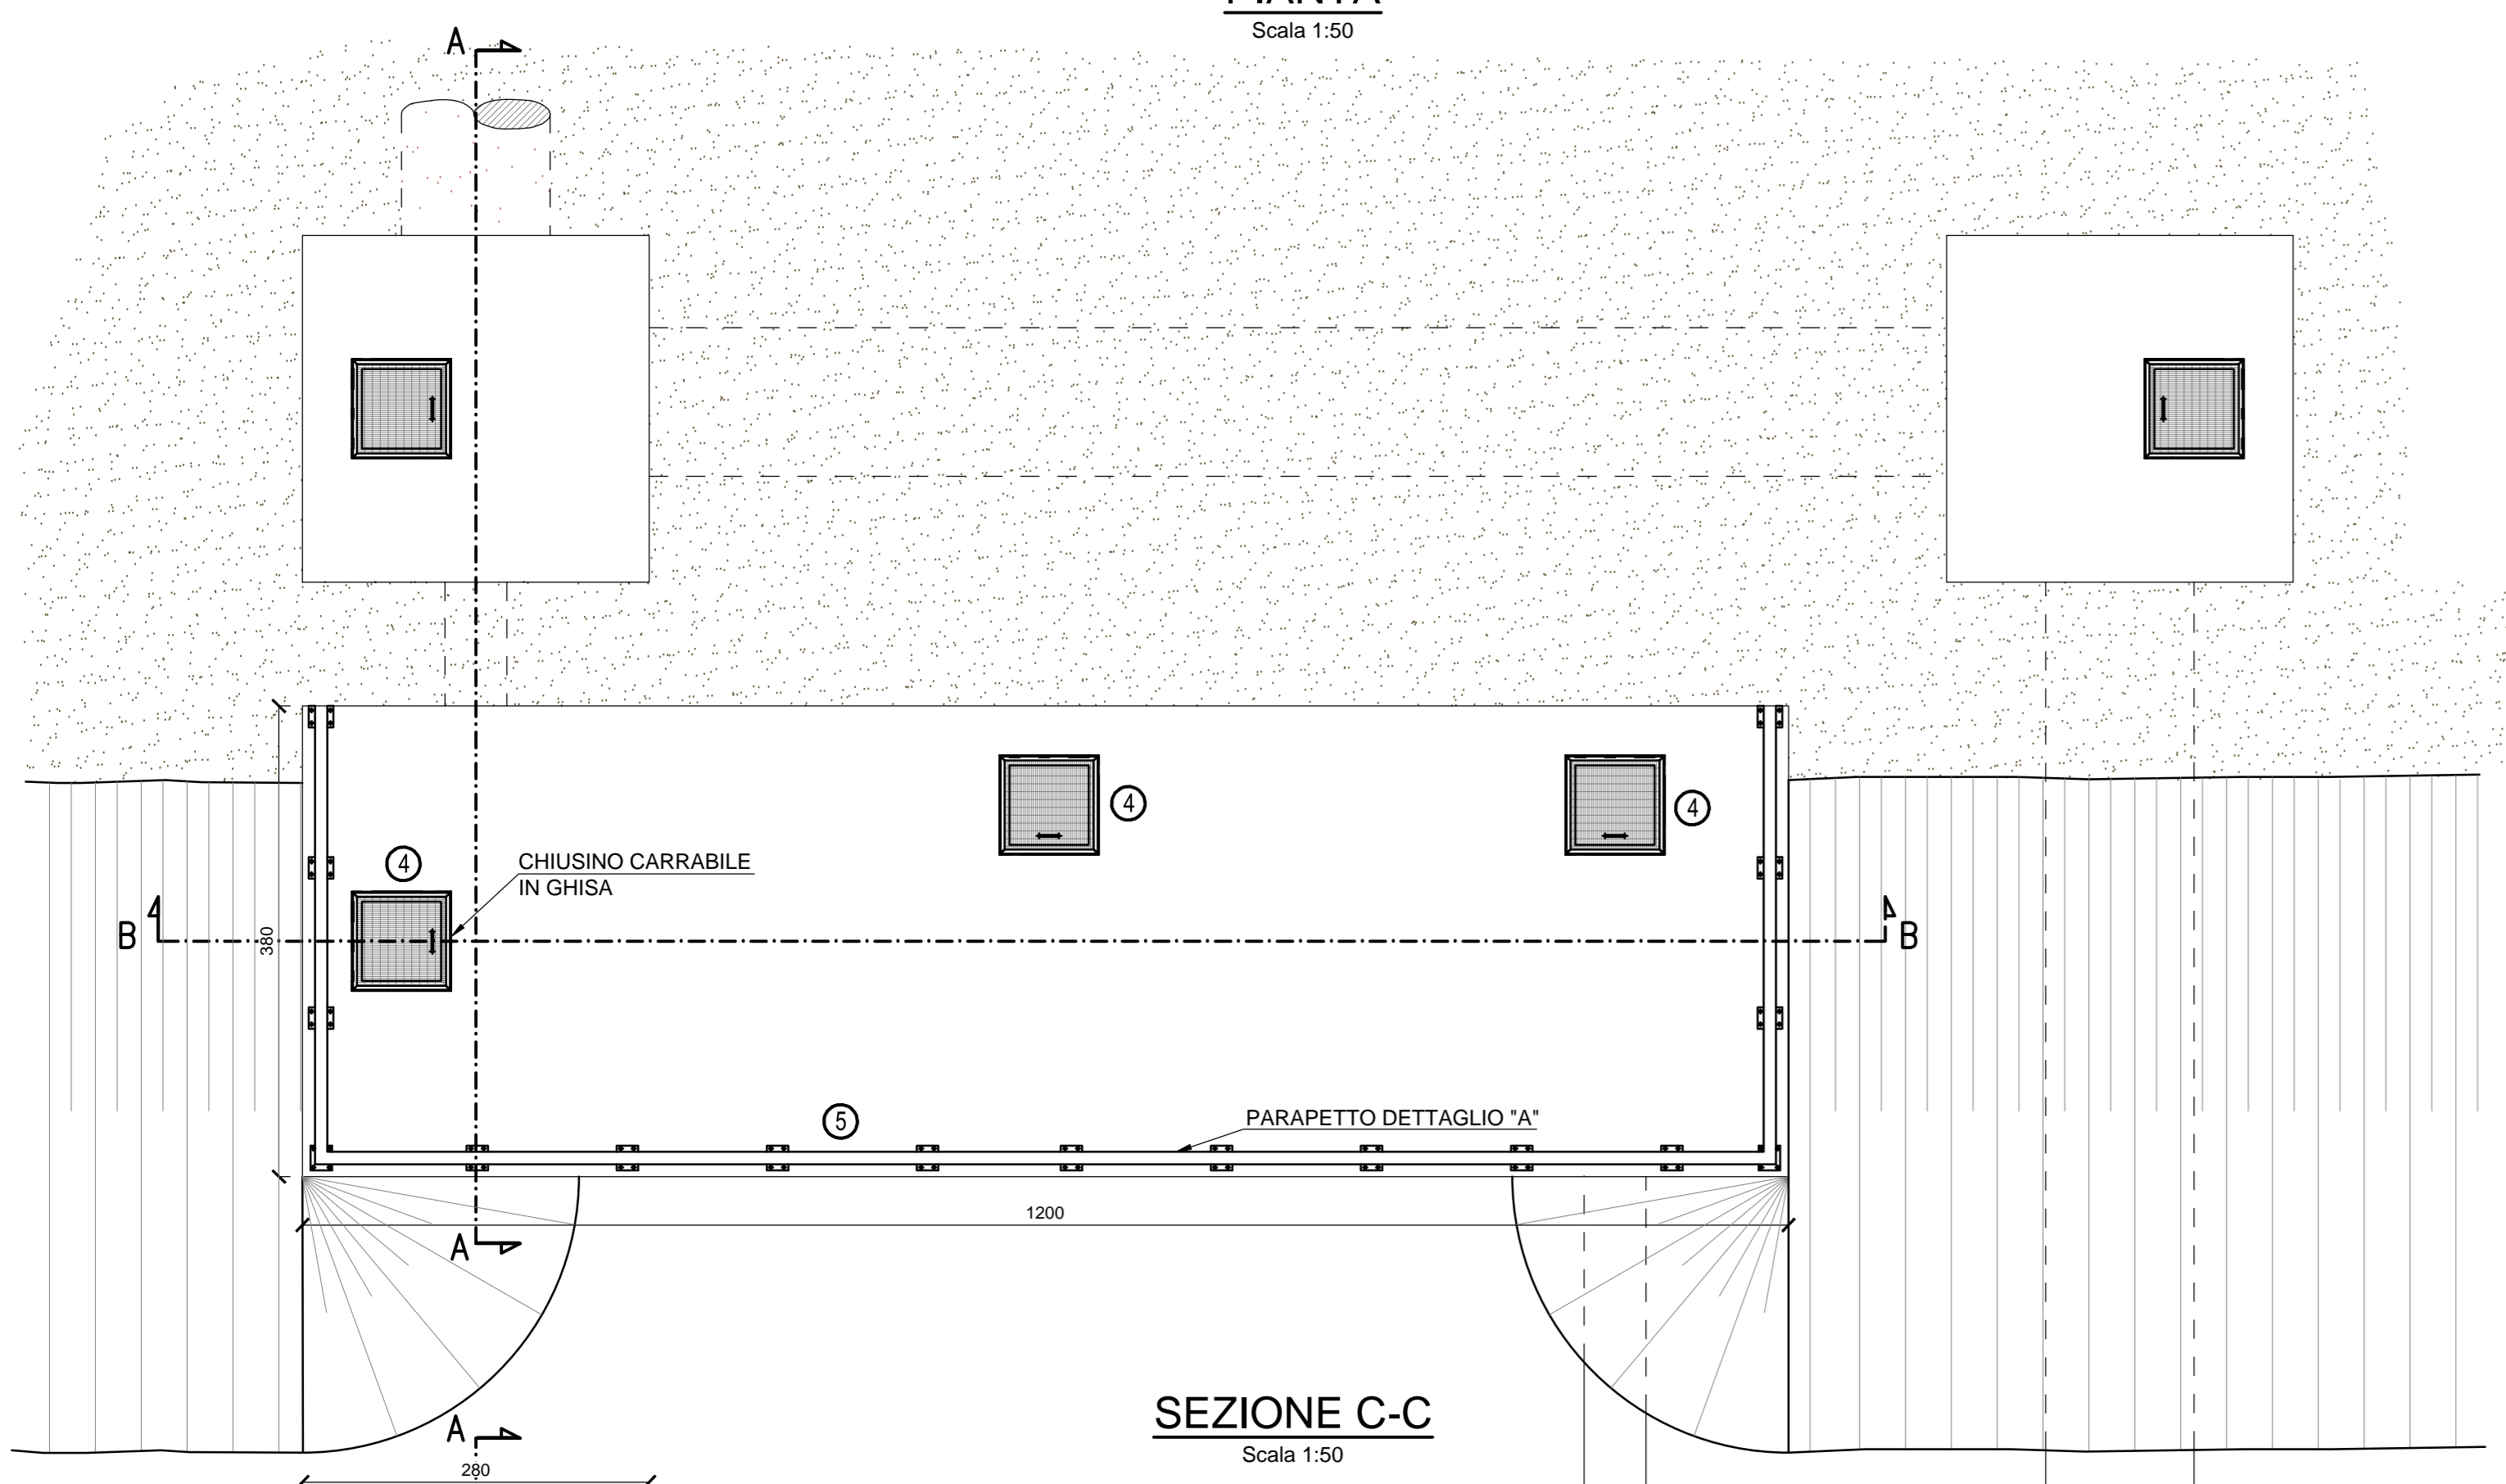 PIANTA
Scala 1:50
A
4
4
4
CHIUSINO CARRABILE
IN GHISA
B
B
380
5
PARAPETTO DETTAGLIO "A"
1200
A
SEZIONE C-C
Scala 1:50
A
280